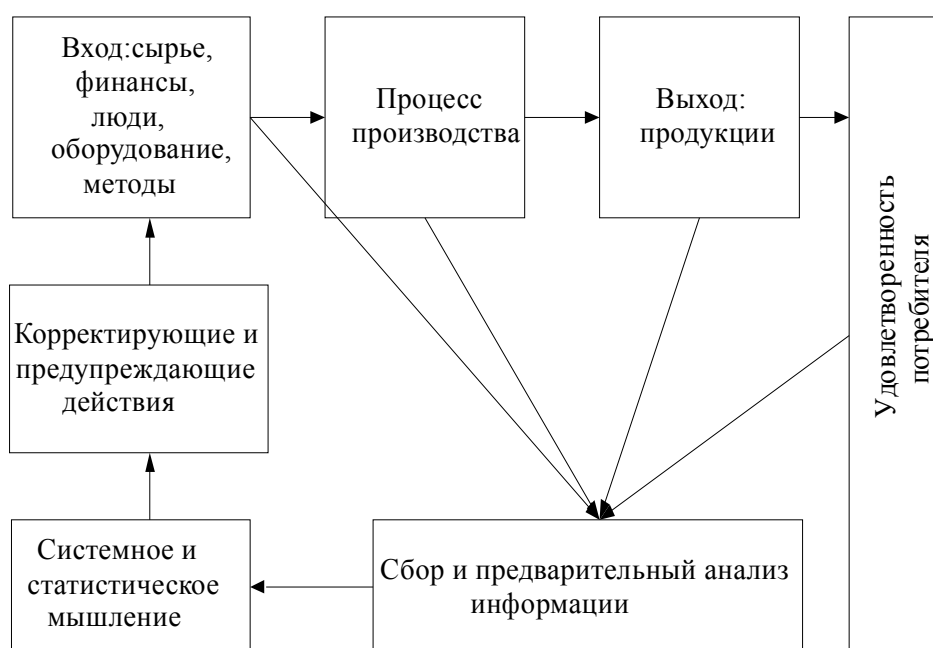 Вход:сырье,
финансы,
люди,
оборудование,
методы
Процесс
производства
Выход:
продукции
Удовлетворенность
потребителя
Корректирующие и
предупреждающие
действия
Системное и
статистическое
мышление
Сбор и предварительный анализ
информации